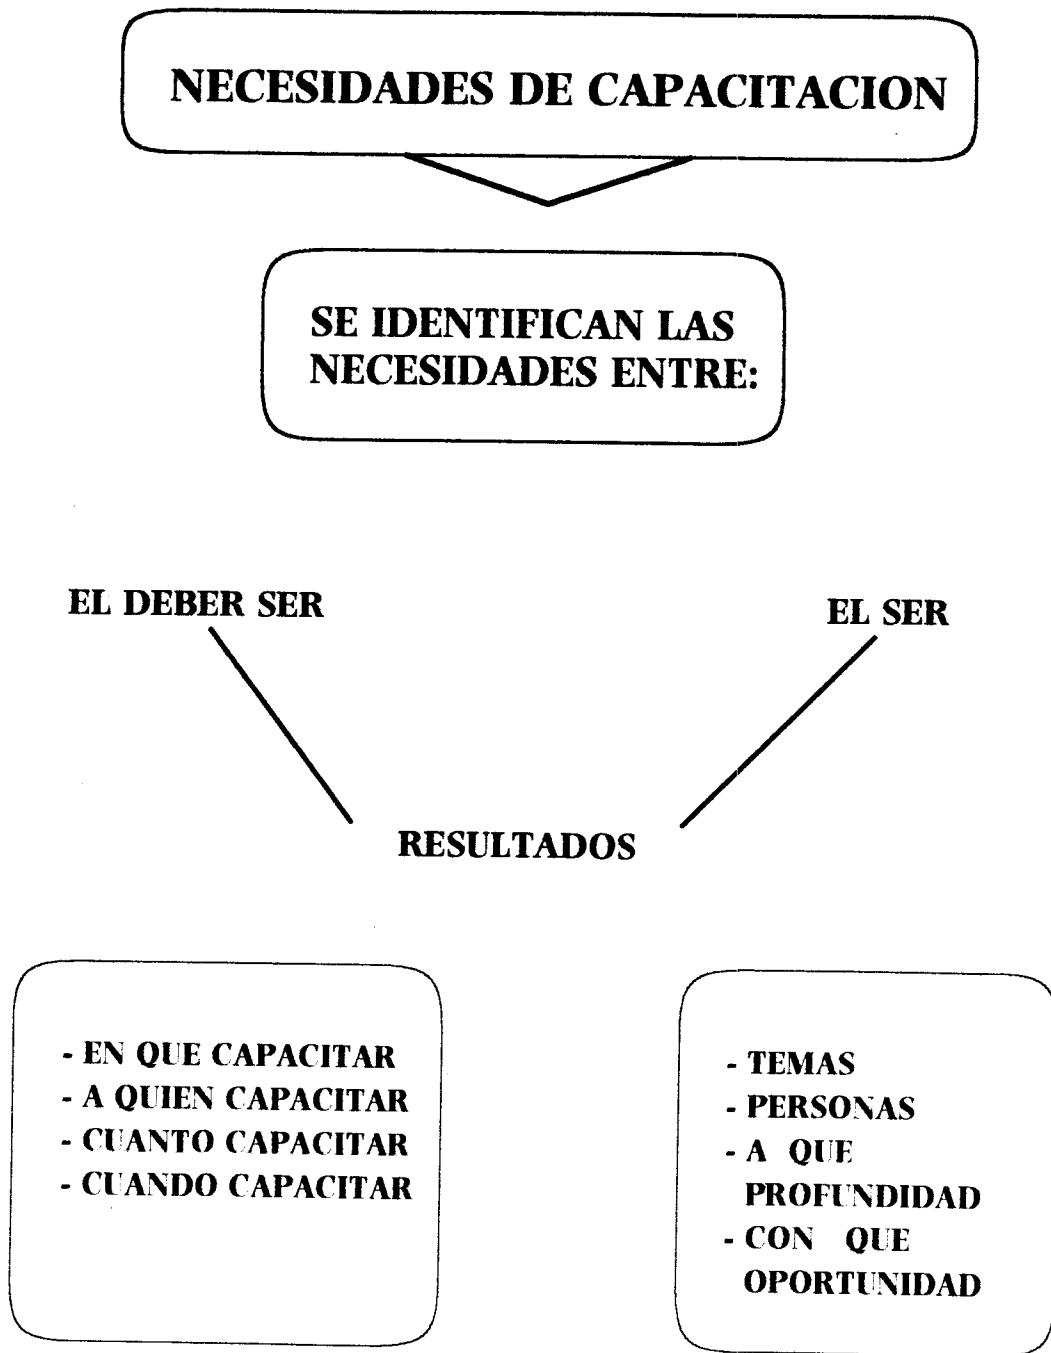 NECESIDADES DE CAPACITACION
SE IDENTIFICAN LAS
NECESIDADES ENTRE:
EL DEBER SER
EL SER
RESULTADOS
- EN QUE CAPACITAR
- A QUIEN CAPACITAR
- CUANTO CAPACITAR
- CUANDO CAPACITAR
- TEMAS
- PERSONAS
- A QUE
PROFUNDIDAD
- CON QUE
OPORTUNIDAD